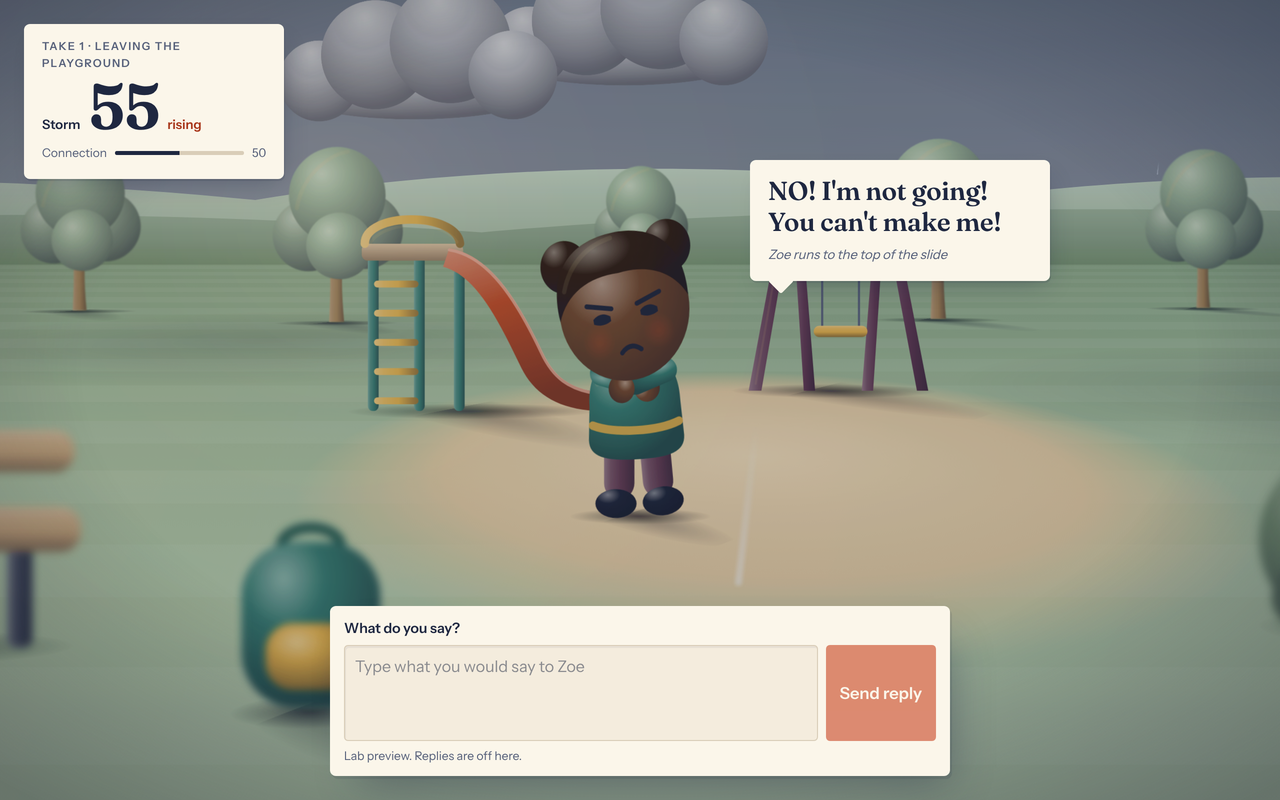 TAKE 1 · LEAVING THE
PLAYGROUND
Storm 55 rising
Connection 50
NO! I'm not going!
You can't make me!
Zoe runs to the top of the slide
What do you say?
Type what you would say to Zoe
Send reply
Lab preview. Replies are off here.